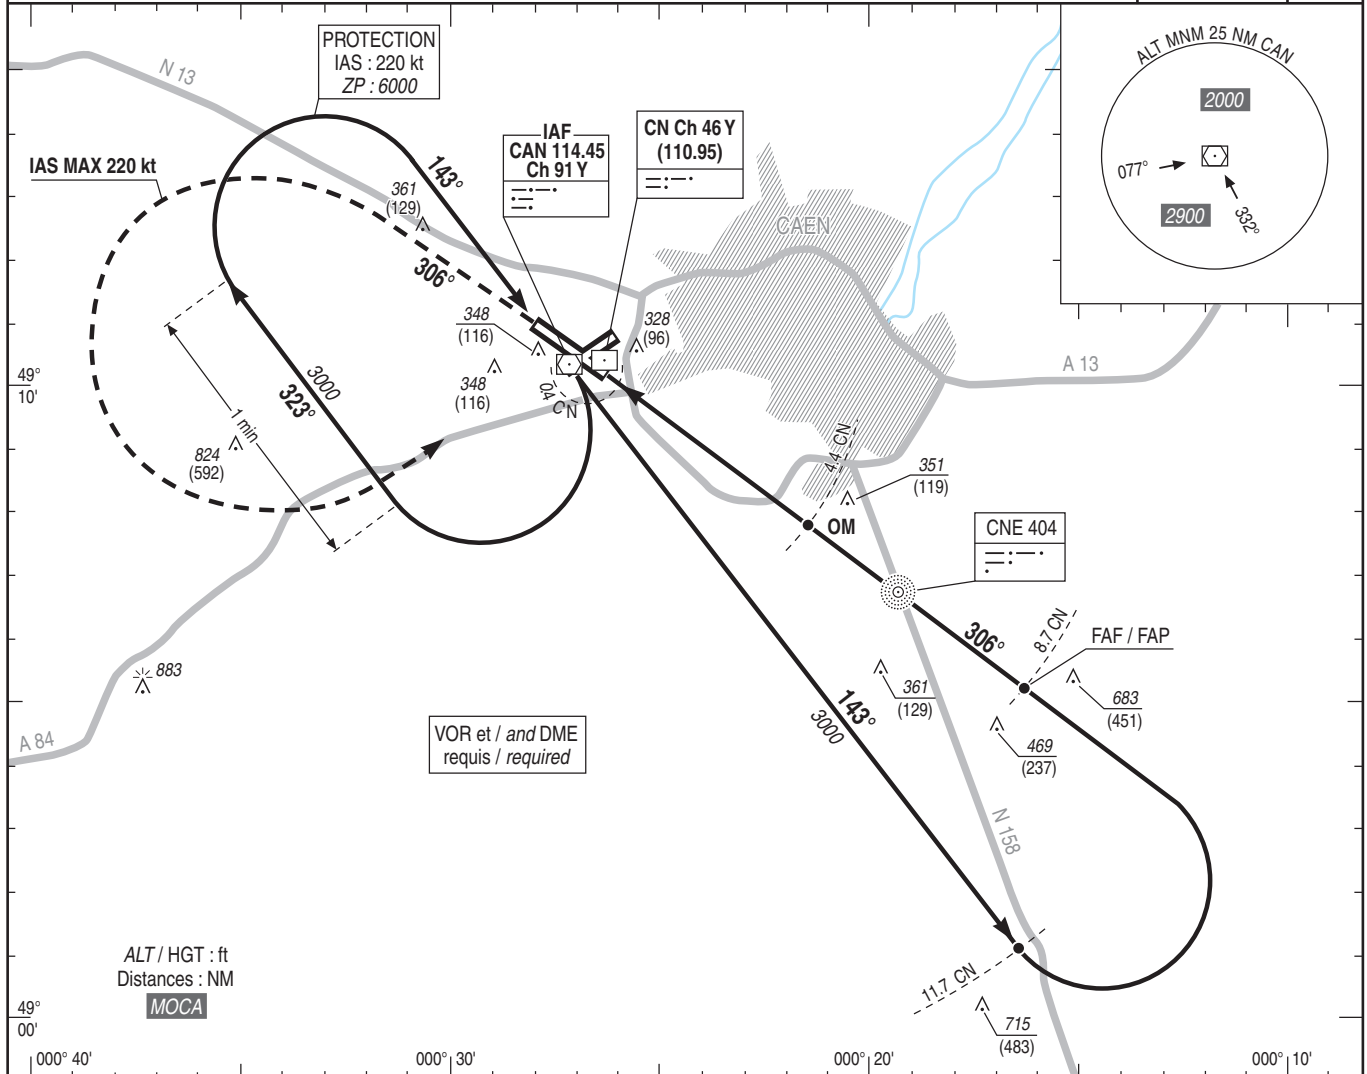 PROTECTION
IAS : 220 kt
ZP : 6000
N 13
IAS MAX 220 kt
143°
361
(129)
306°
IAF
CAN 114.45
Ch 91 Y
CN Ch 46 Y
(110.95)
CAEN
ALT MNM 25 NM CAN
2000
077°
2900
332°
348
(116)
328
(96)
348
(116)
0.4 CN
A 13
49°
10'
3000
323°
1 min
824
(592)
4.4 CN
351
(119)
OM
CNE 404
306°
8.7 CN
FAF / FAP
883
361
(129)
683
(451)
469
(237)
143°
3000
A 84
VOR et / and DME
requis / required
N 158
ALT / HGT : ft
Distances : NM
MOCA
11.7 CN
715
(483)
49°
00'
000° 40'
000° 30'
000° 20'
000° 10'